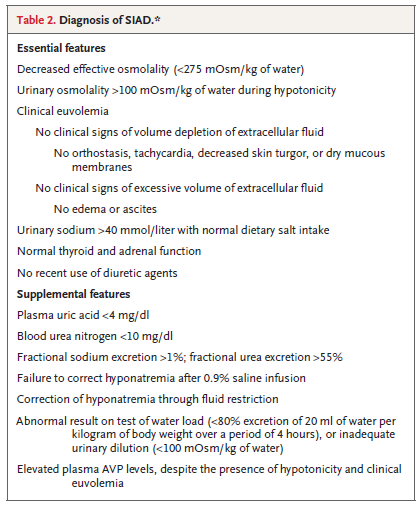 Table 2. Diagnosis of SIAD.*
Essential features
Decreased effective osmolality (<275 mOsm/kg of water)
Urinary osmolality >100 mOsm/kg of water during hypotonicity
Clinical euvolemia
No clinical signs of volume depletion of extracellular fluid
No orthostasis, tachycardia, decreased skin turgor, or dry mucous
membranes
No clinical signs of excessive volume of extracellular fluid
No edema or ascites
Urinary sodium >40 mmol/liter with normal dietary salt intake
Normal thyroid and adrenal function
No recent use of diuretic agents
Supplemental features
Plasma uric acid <4 mg/dl
Blood urea nitrogen <10 mg/dl
Fractional sodium excretion >1%; fractional urea excretion >55%
Failure to correct hyponatremia after 0.9% saline infusion
Correction of hyponatremia through fluid restriction
Abnormal result on test of water load (<80% excretion of 20 ml of water per
kilogram of body weight over a period of 4 hours), or inadequate
urinary dilution (<100 mOsm/kg of water)
Elevated plasma AVP levels, despite the presence of hypotonicity and clinical
euvolemia